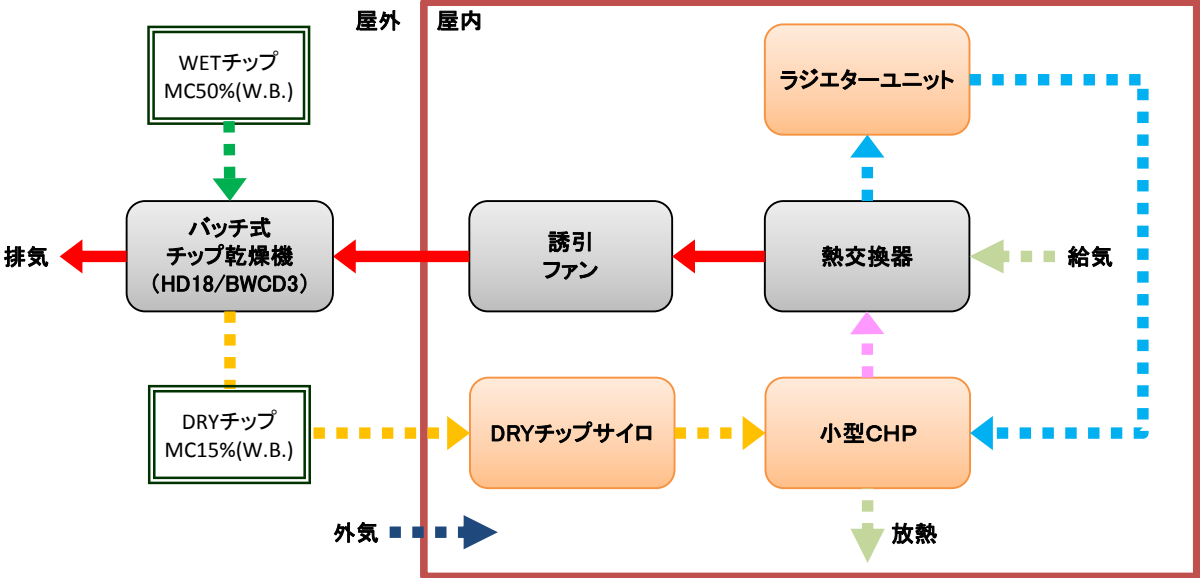 屋外
屋内
WETチップ
MC50%(W.B.)
ラジエターユニット
排気
バッチ式
チップ乾燥機
（HD18/BWCD3）
誘引
ファン
熱交換器
給気
DRYチップ
MC15%(W.B.)
DRYチップサイロ
小型CHP
外気
放熱